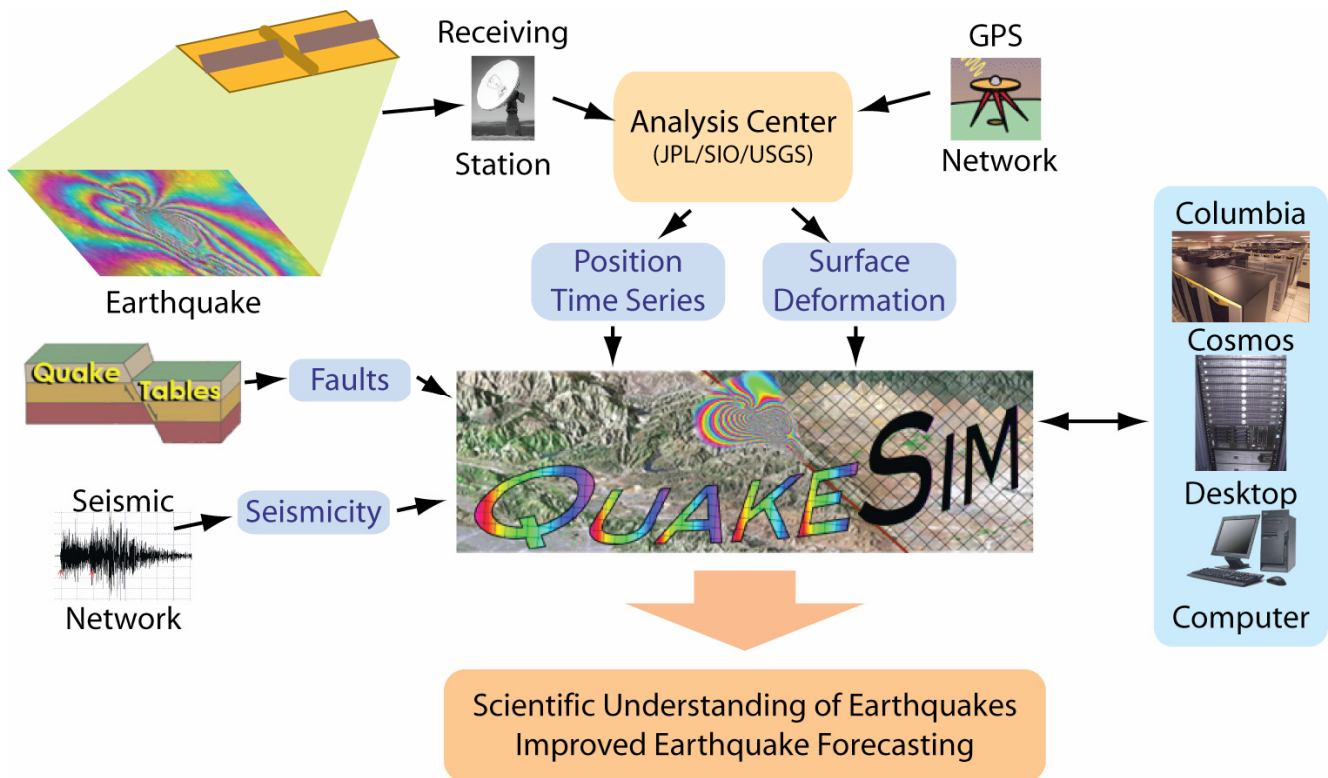 Receiving
Station
GPS
Network
Analysis Center
(JPL/SIO/USGS)
Earthquake
Position
Time Series
Surface
Deformation
Columbia
Cosmos
Desktop
Computer
Quake
Tables
Faults
QUAKESIM
Seismic
Network
Seismicity
Scientific Understanding of Earthquakes
Improved Earthquake Forecasting